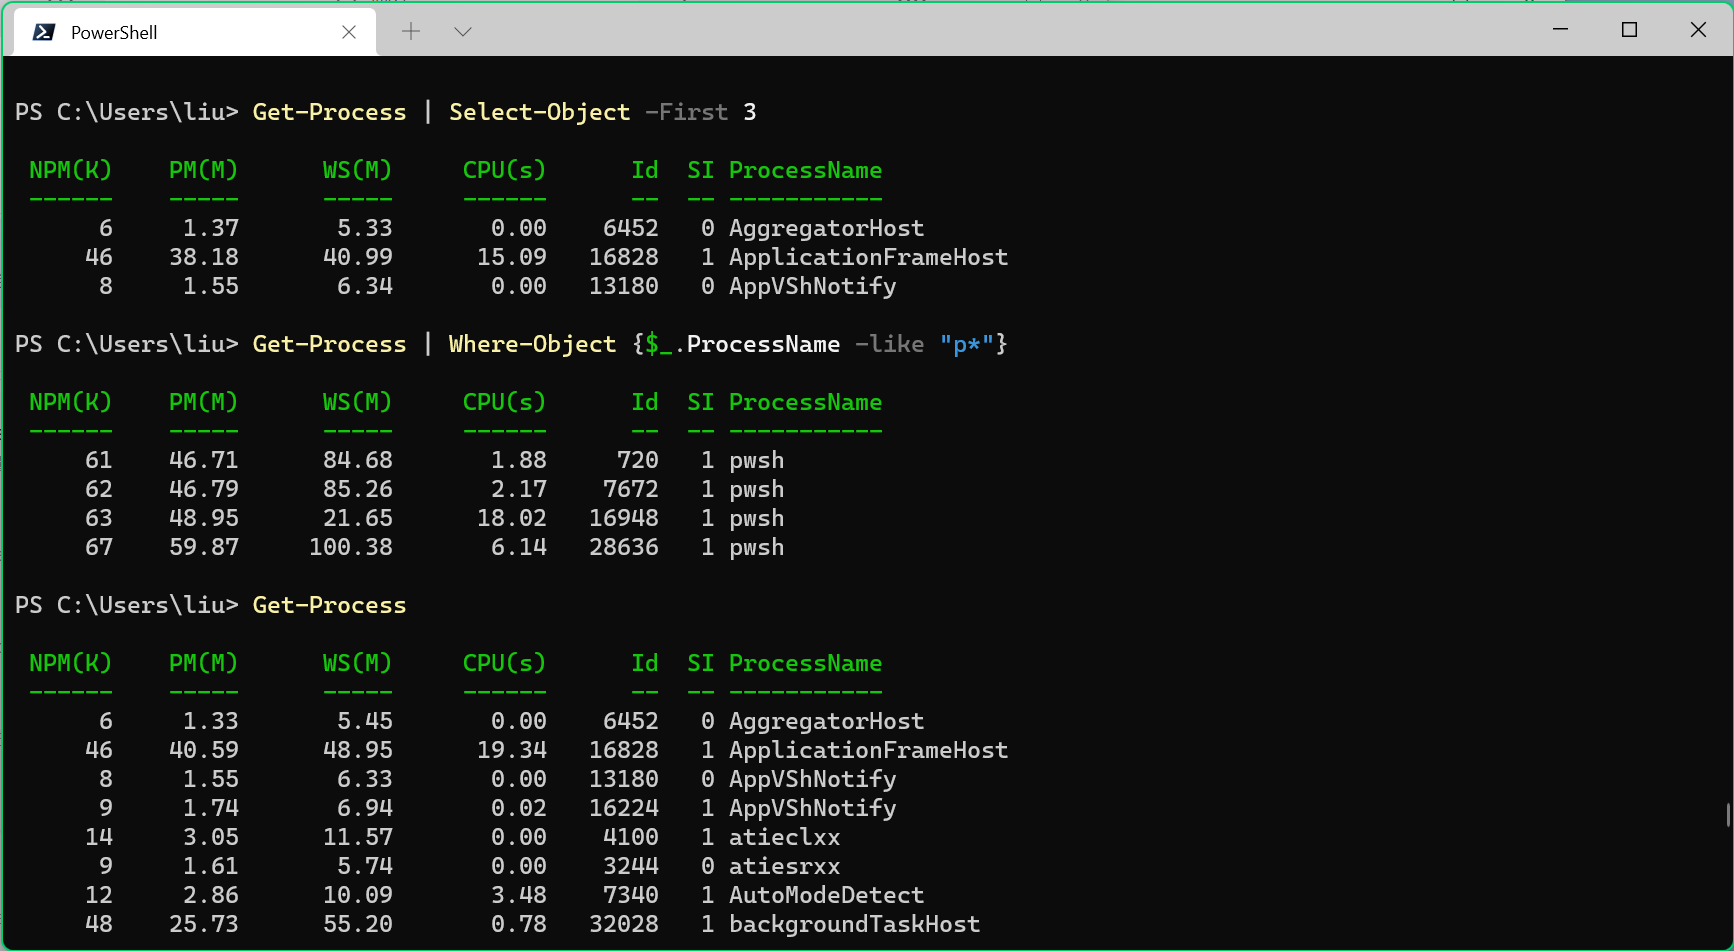 PowerShell
PS C:\Users\liu> Get-Process | Select-Object -First 3
NPM(K)    PM(M)      WS(M)     CPU(s)      Id  SI ProcessName
------    -----      -----     ------      --  -- -----------
     6     1.37       5.33       0.00    6452   0 AggregatorHost
    46    38.18      40.99      15.09   16828   1 ApplicationFrameHost
     8     1.55       6.34       0.00   13180   0 AppVShNotify
PS C:\Users\liu> Get-Process | Where-Object {$_.ProcessName -like "p*"}
NPM(K)    PM(M)      WS(M)     CPU(s)      Id  SI ProcessName
------    -----      -----     ------      --  -- -----------
    61    46.71      84.68       1.88     720   1 pwsh
    62    46.79      85.26       2.17    7672   1 pwsh
    63    48.95      21.65      18.02   16948   1 pwsh
    67    59.87     100.38       6.14   28636   1 pwsh
PS C:\Users\liu> Get-Process
NPM(K)    PM(M)      WS(M)     CPU(s)      Id  SI ProcessName
------    -----      -----     ------      --  -- -----------
     6     1.33       5.45       0.00    6452   0 AggregatorHost
    46    40.59      48.95      19.34   16828   1 ApplicationFrameHost
     8     1.55       6.33       0.00   13180   0 AppVShNotify
     9     1.74       6.94       0.02   16224   1 AppVShNotify
    14     3.05      11.57       0.00    4100   1 atieclxx
     9     1.61       5.74       0.00    3244   0 atiesrxx
    12     2.86      10.09       3.48    7340   1 AutoModeDetect
    48    25.73      55.20       0.78   32028   1 backgroundTaskHost